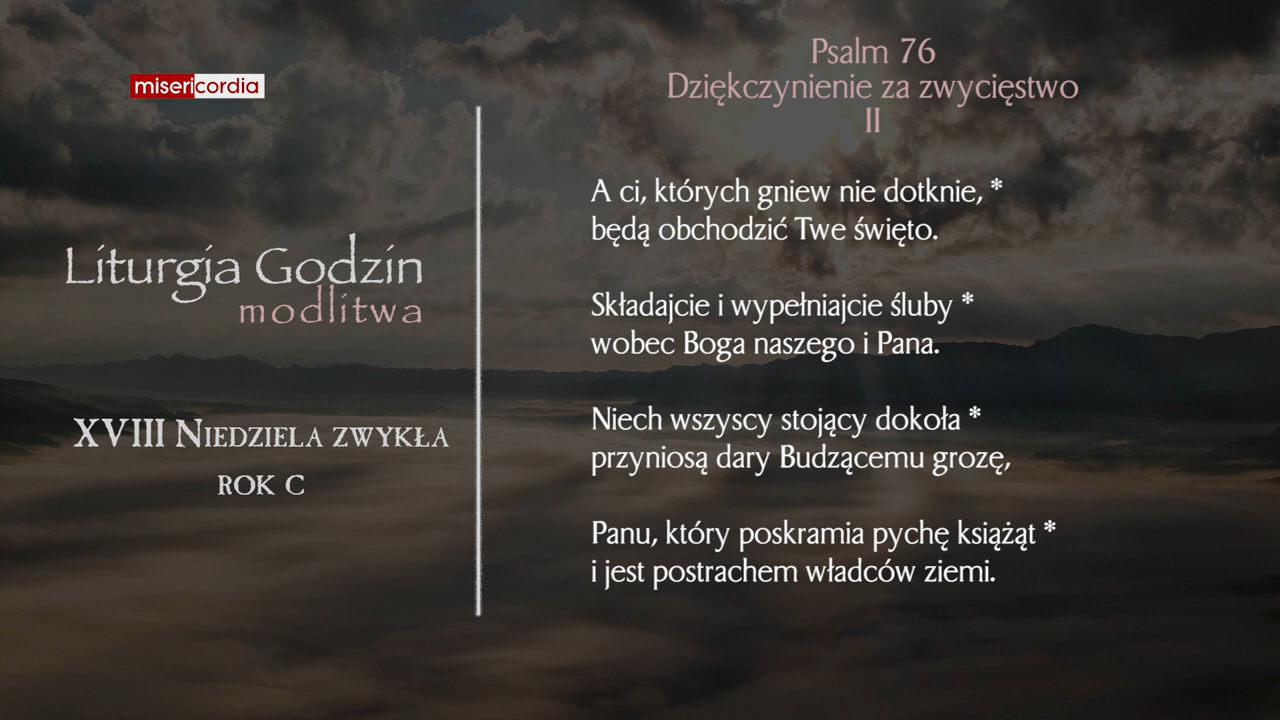 misericordia
Liturgia Godzin
modlitwa
XVIII Niedziela zwykła
rok C
Psalm 76
Dziękczynienie za zwycięstwo
II
A ci, których gniew nie dotknie, *
będą obchodzić Twe święto.
Składajcie i wypełniajcie śluby *
wobec Boga naszego i Pana.
Niech wszyscy stojący dokoła *
przyniosą dary Budzącemu grozę,
Panu, który poskramia pychę książąt *
i jest postrachem władców ziemi.